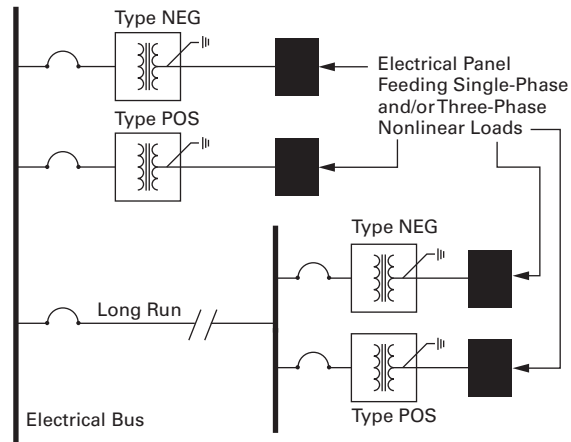 Type NEG
Electrical Panel
Feeding Single-Phase
and/or Three-Phase
Nonlinear Loads
Type POS
Type NEG
Long Run
Type POS
Electrical Bus